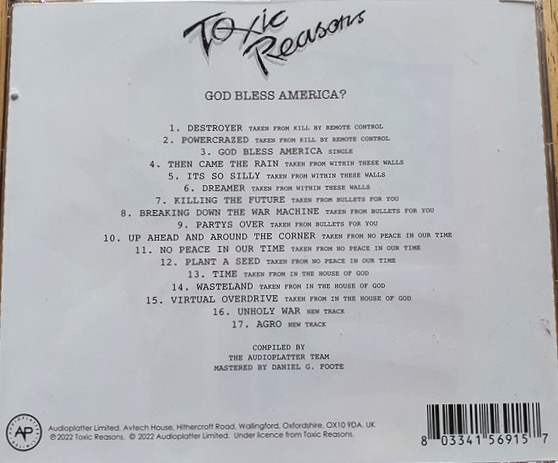 Toxic
Reasons
GOD BLESS AMERICA?
1. DESTROYER TAKEN FROM KILL BY REMOTE CONTROL
2. POWERCRAZED TAKEN FROM KILL BY REMOTE CONTROL
3. GOD BLESS AMERICA SINGLE
4. THEN CAME THE RAIN TAKEN FROM WITHIN THESE WALLS
5. ITS SO SILLY TAKEN FROM WITHIN THESE WALLS
6. DREAMER TAKEN FROM WITHIN THESE WALLS
7. KILLING THE FUTURE TAKEN FROM BULLETS FOR YOU
8. BREAKING DOWN THE WAR MACHINE TAKEN FROM BULLETS FOR YOU
9. PARTYS OVER TAKEN FROM BULLETS FOR YOU
10. UP AHEAD AND AROUND THE CORNER TAKEN FROM NO PEACE IN OUR TIME
11. NO PEACE IN OUR TIME TAKEN FROM NO PEACE IN OUR TIME
12. PLANT A SEED TAKEN FROM NO PEACE IN OUR TIME
13. TIME TAKEN FROM IN THE HOUSE OF GOD
14. WASTELAND TAKEN FROM IN THE HOUSE OF GOD
15. VIRTUAL OVERDRIVE TAKEN FROM IN THE HOUSE OF GOD
16. UNHOLY WAR NEW TRACK
17. AGRO NEW TRACK
COMPILED BY
THE AUDIOPLATTER TEAM
MASTERED BY DANIEL G. FOOTE
AP
Audioplatter Limited, Avtech House, Hithercroft Road, Wallingford, Oxfordshire, OX10 9DA. UK
℗2022 Toxic Reasons. © 2022 Audioplatter Limited. Under licence from Toxic Reasons.
8 03341 56915 7